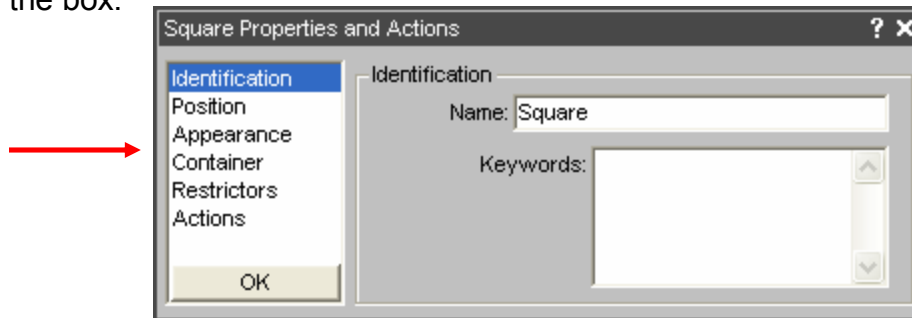 the box.
Square Properties and Actions ? X
Identification
Position
Appearance
Container
Restrictors
Actions
OK
Identification
Name: Square
Keywords: